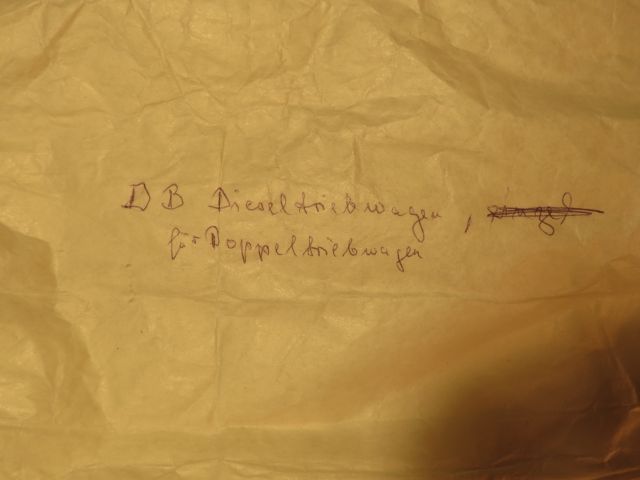 DB Dieseltriebwagen,
für Doppeltriebwagen